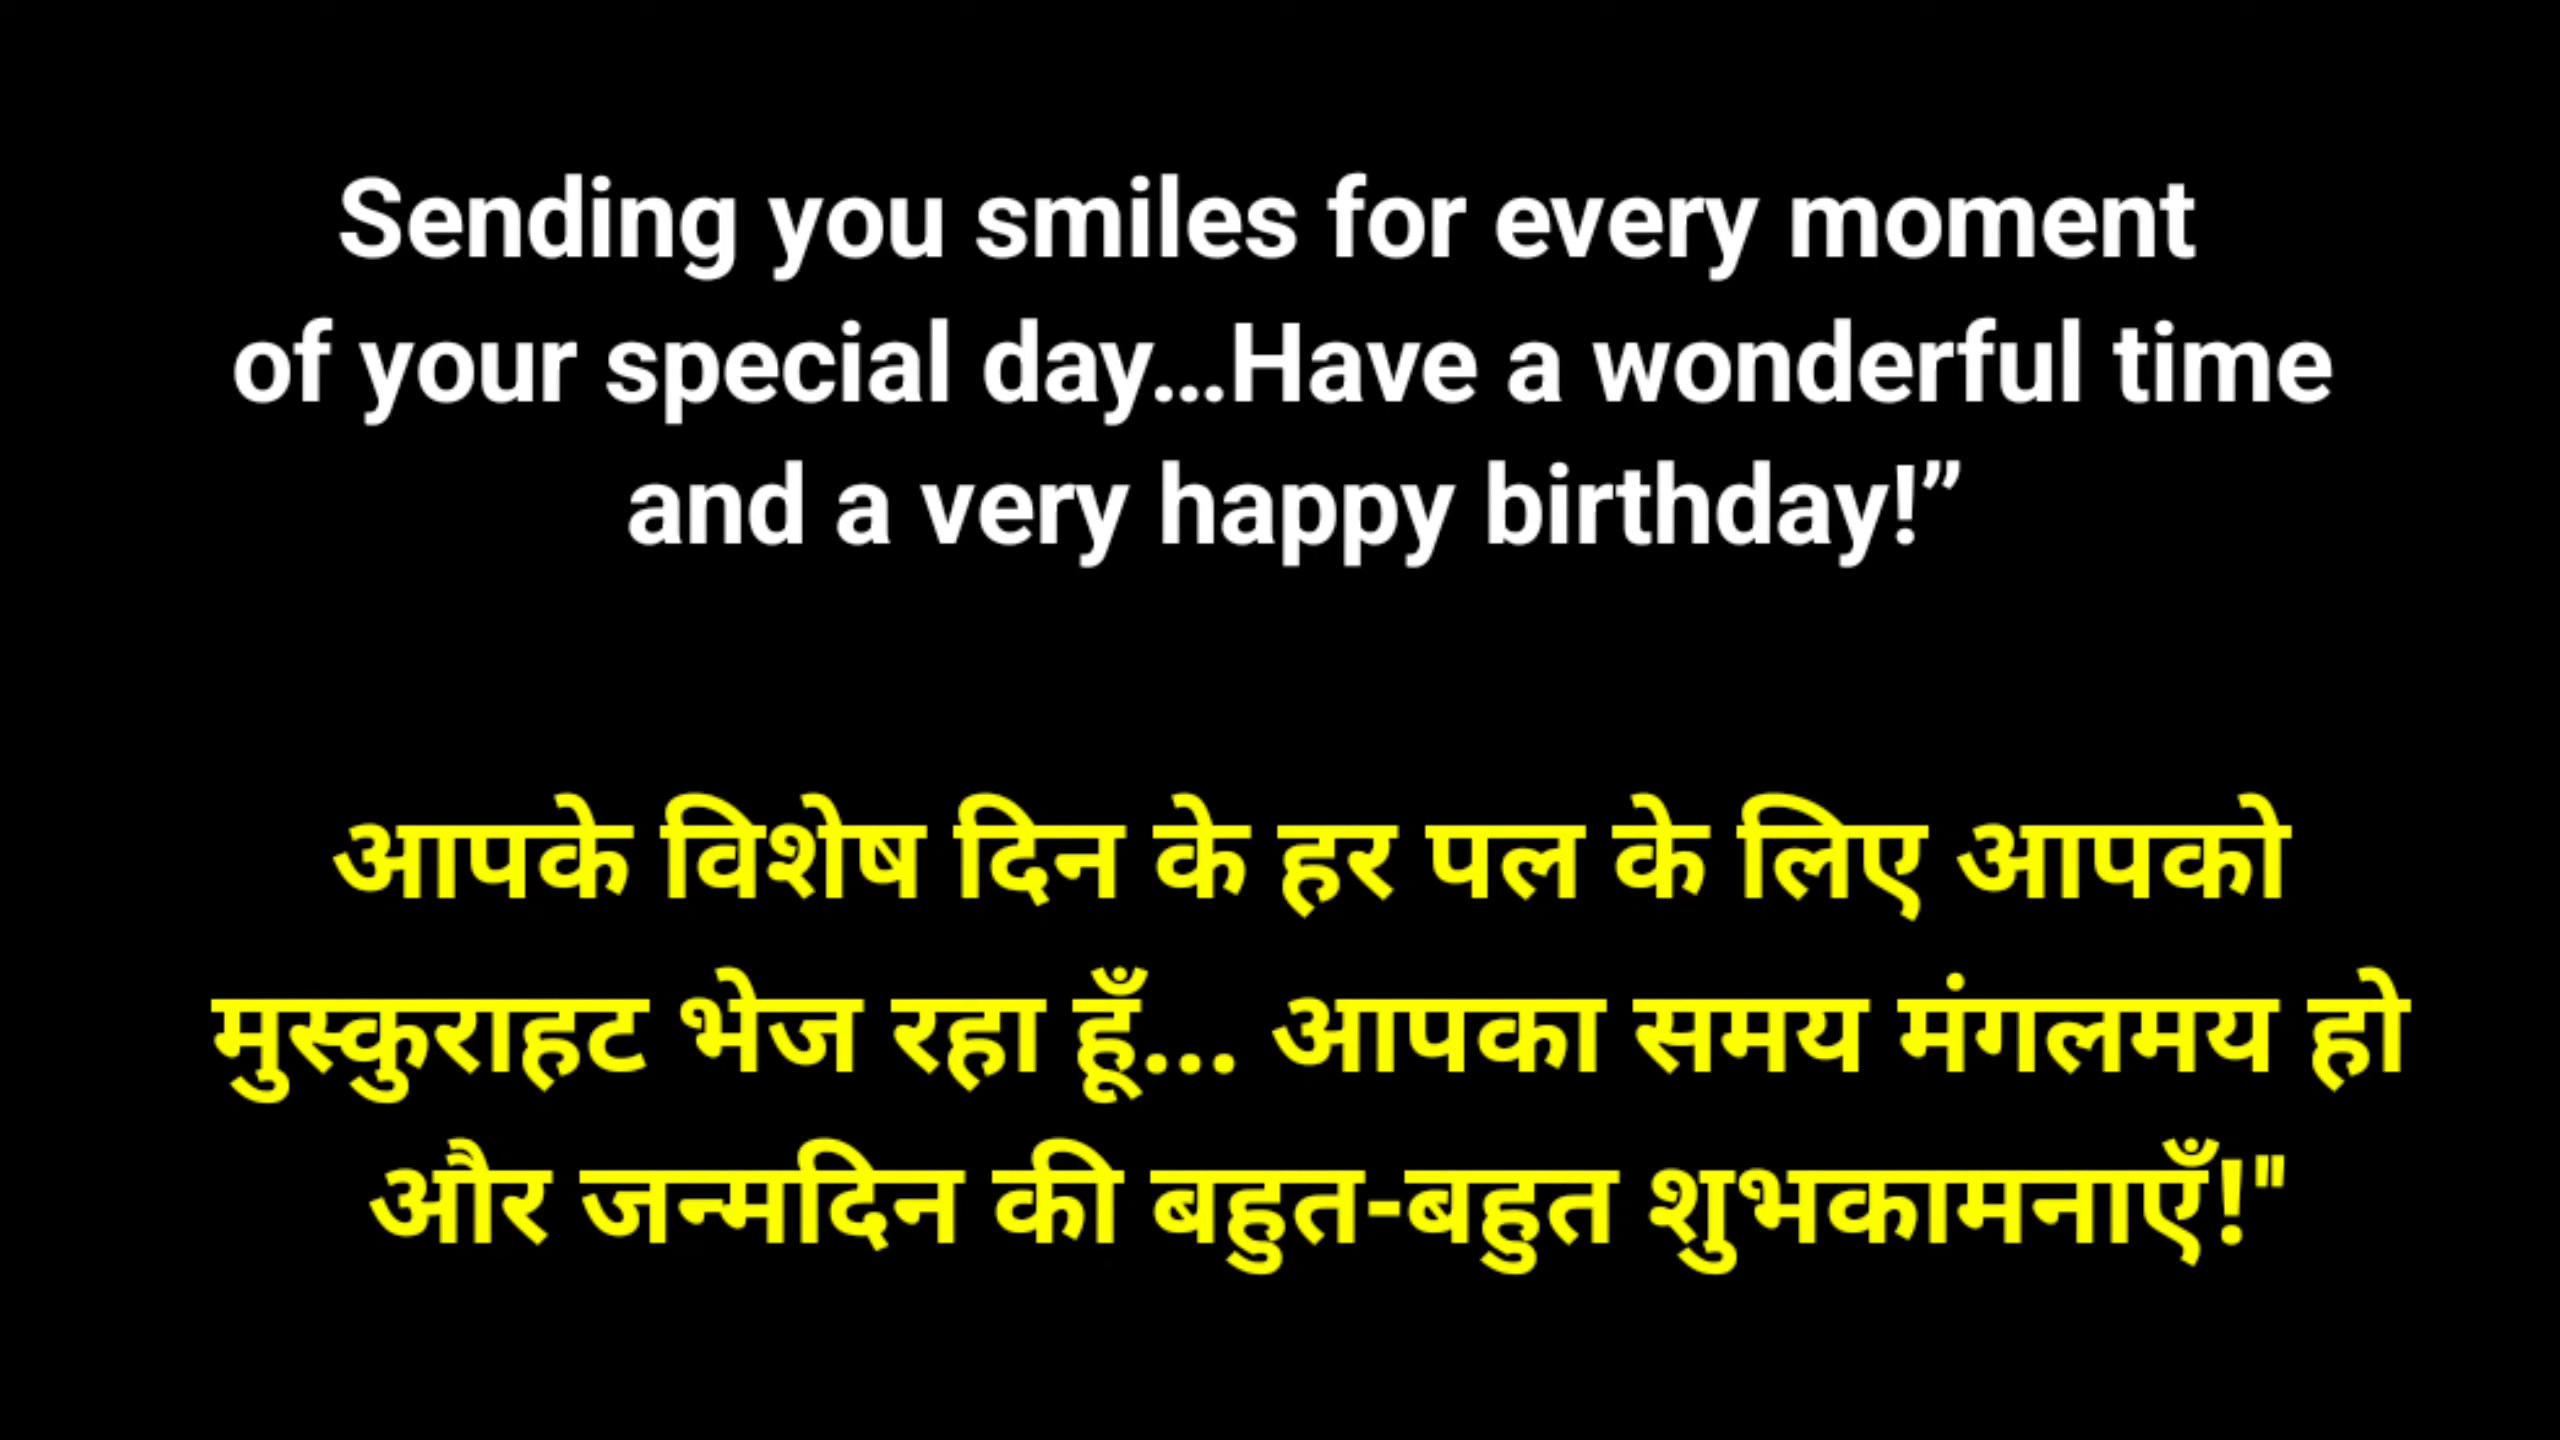 Sending you smiles for every moment
of your special day...Have a wonderful time
and a very happy birthday!”
आपके विशेष दिन के हर पल के लिए आपको
मुस्कुराहट भेज रहा हूँ... आपका समय मंगलमय हो
और जन्मदिन की बहुत-बहुत शुभकामनाएँ!"